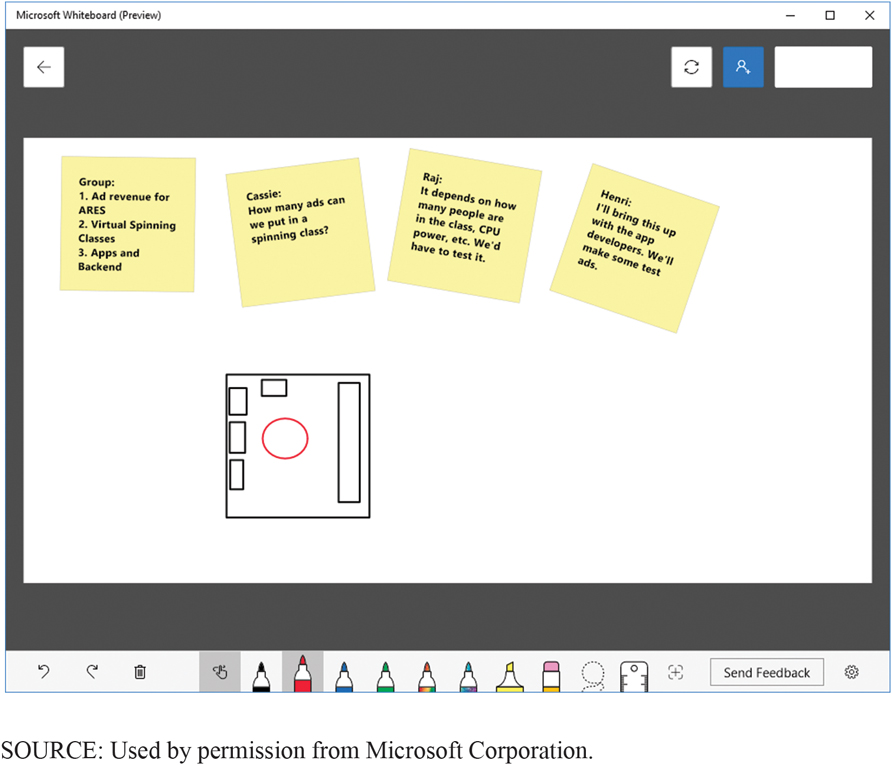 Microsoft Whiteboard (Preview)
Group:
1. Ad revenue for
ARES
2. Virtual Spinning
Classes
3. Apps and
Backend
Cassie:
How many ads can
we put in a
spinning class?
Raj:
It depends on how
many people are
in the class, CPU
power, etc. We'd
have to test it.
Henri:
I'll bring this up
with the app
developers. We'll
make some test
ads.
Send Feedback
SOURCE: Used by permission from Microsoft Corporation.